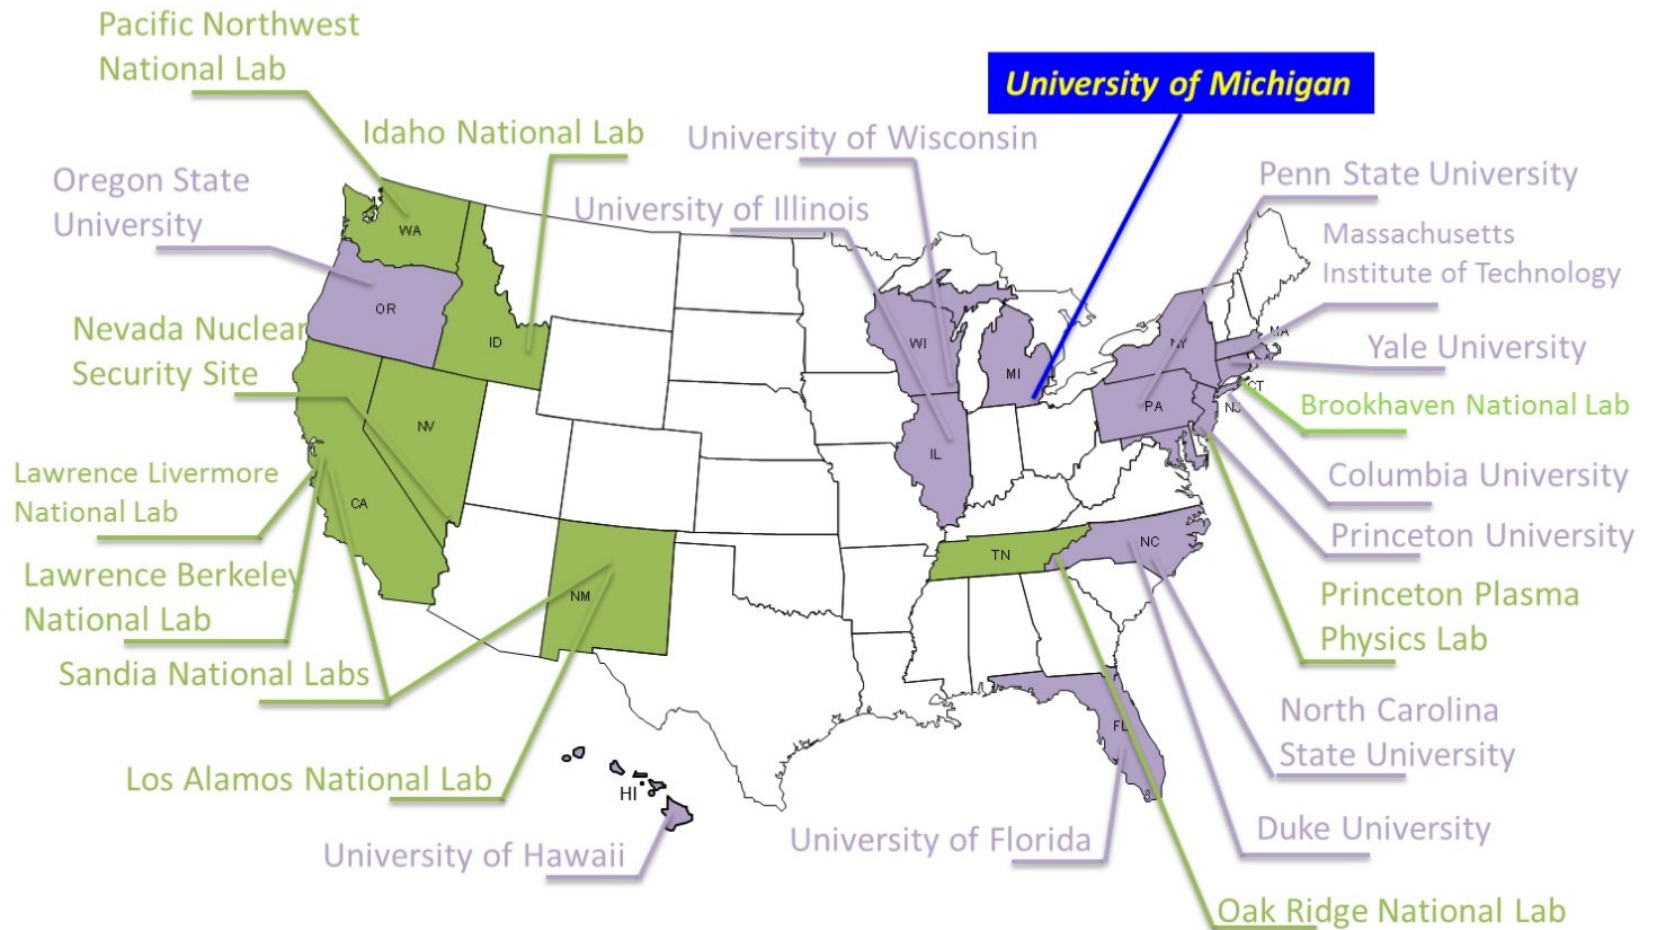 Pacific Northwest
National Lab
University of Michigan
Idaho National Lab
University of Wisconsin
Oregon State
University
University of Illinois
Penn State University
Massachusetts
Institute of Technology
Nevada Nuclear
Security Site
Yale University
Brookhaven National Lab
Lawrence Livermore
National Lab
Columbia University
Princeton University
Lawrence Berkeley
National Lab
Princeton Plasma
Physics Lab
Sandia National Labs
North Carolina
State University
Los Alamos National Lab
University of Hawaii
University of Florida
Duke University
Oak Ridge National Lab
WA
OR
ID
NV
CA
NM
WI
MI
IL
NY
MA
CT
PA
NJ
TN
NC
FL
HI